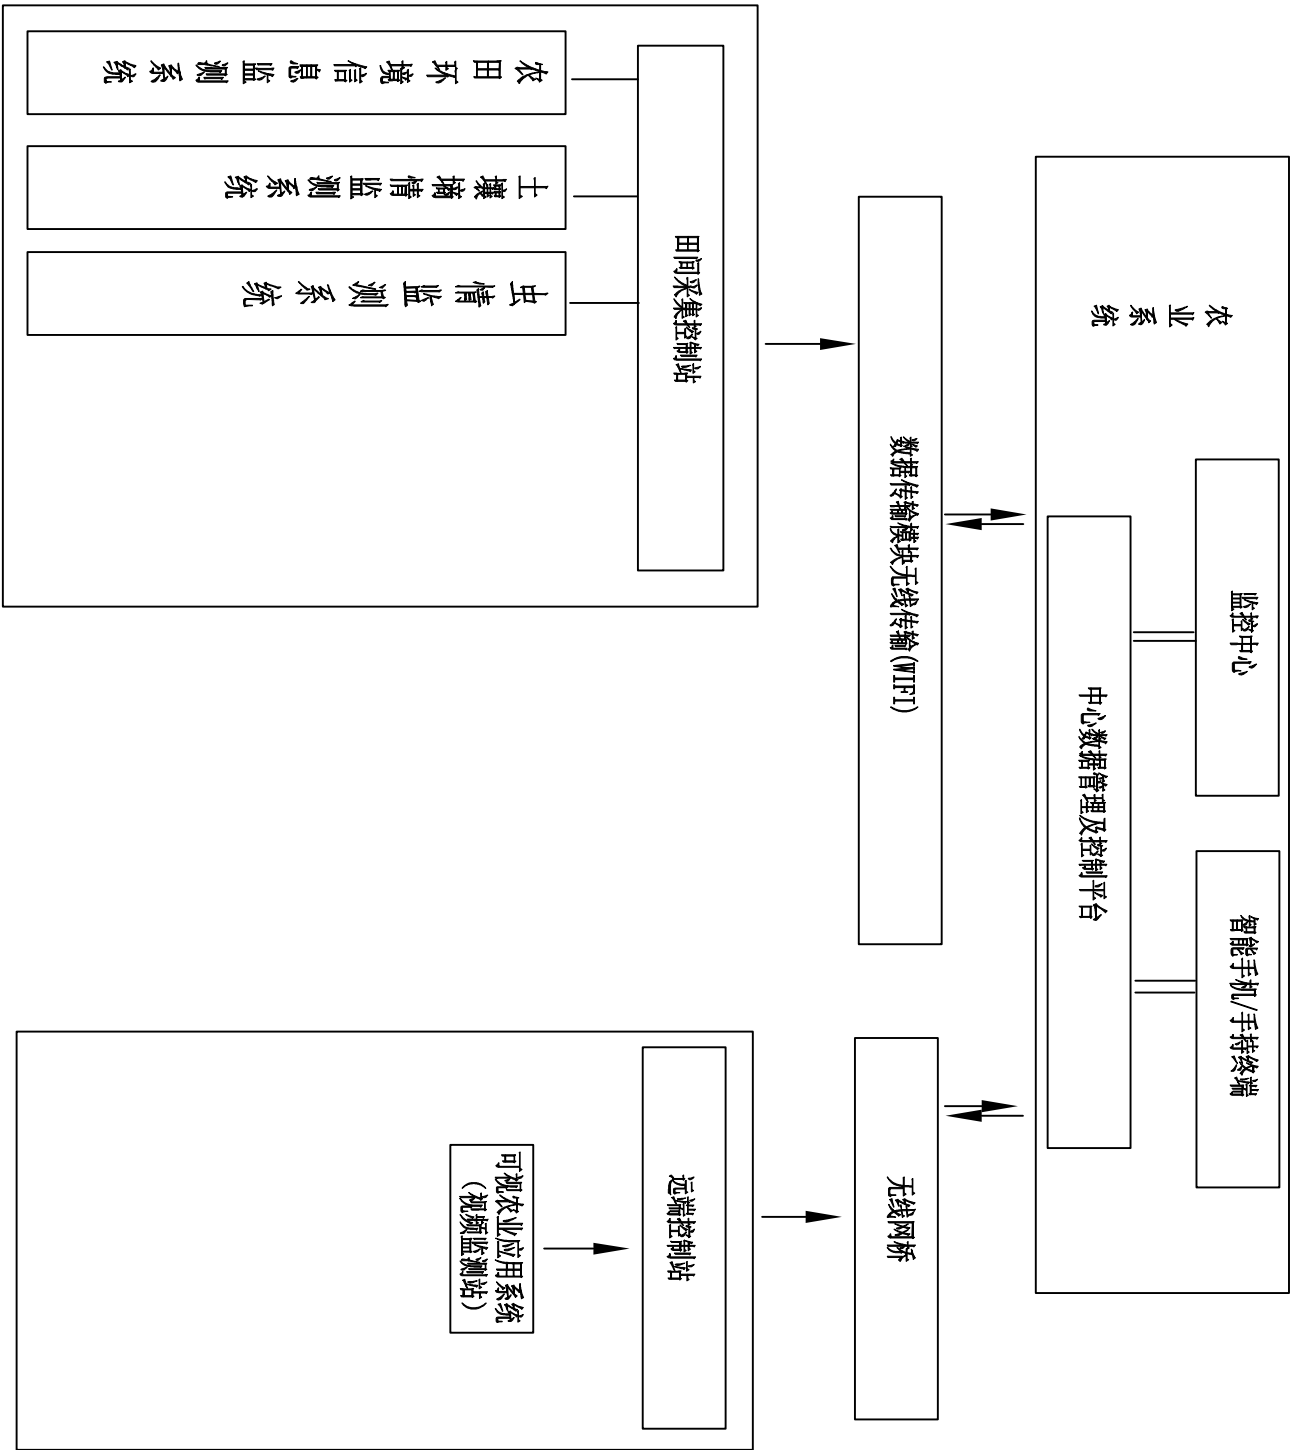 监控中心
智能手机/手持终端
农业系统
中心数据管理及控制平台
数据传输模块无线传输(WIFI)
无线网桥
田间采集控制站
远端控制站
农田环境信息监测系统
土壤墒情监测系统
虫情监测系统
可视农业应用系统
（视频监测站）